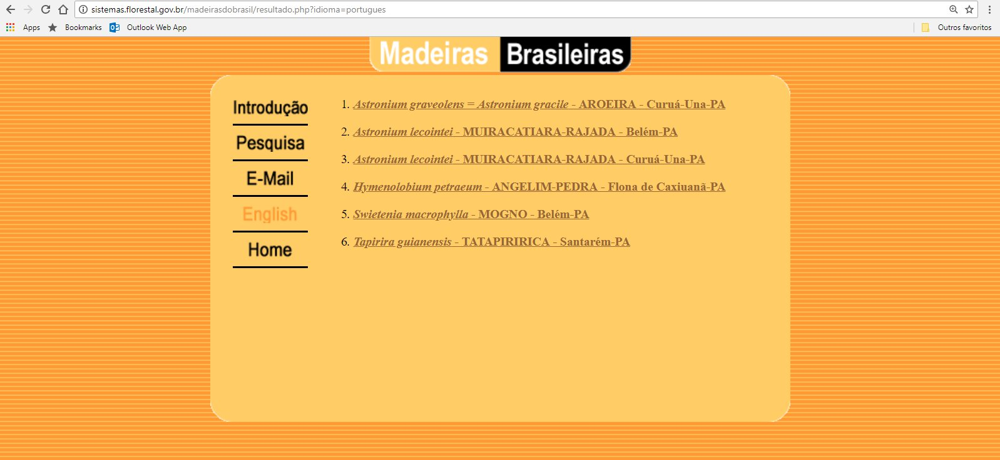 sistemas.florestal.gov.br/madeirasdobrasil/resultado.php?idioma=portugues
Apps Bookmarks Outlook Web App Outros favoritos
Madeiras Brasileiras
Introdução
Pesquisa
E-Mail
English
Home
1. Astronium graveolens = Astronium gracile - AROEIRA - Curuá-Una-PA
2. Astronium lecointei - MUIRACATIARA-RAJADA - Belém-PA
3. Astronium lecointei - MUIRACATIARA-RAJADA - Curuá-Una-PA
4. Hymenolobium petraeum - ANGELIM-PEDRA - Flona de Caxiuanã-PA
5. Swietenia macrophylla - MOGNO - Belém-PA
6. Tapirira guianensis - TATAPIRIRICA - Santarém-PA